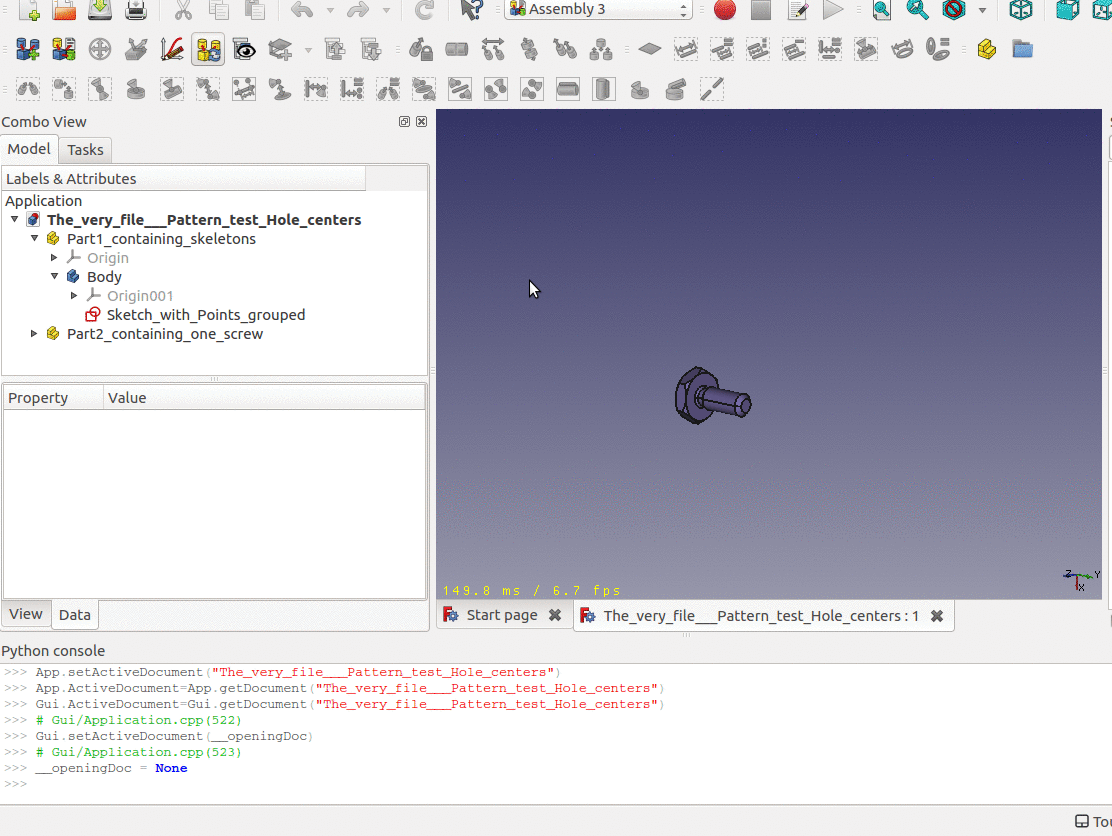 Assembly 3
Combo View
Model Tasks
Labels & Attributes
Application
The_very_file___Pattern_test_Hole_centers
Part1_containing_skeletons
Origin
Body
Origin001
Sketch_with_Points_grouped
Part2_containing_one_screw
Property Value
149.8 ms / 6.7 fps
Z Y
X
View Data
Start page The_very_file___Pattern_test_Hole_centers : 1
Python console
>>> App.setActiveDocument("The_very_file___Pattern_test_Hole_centers")
>>> App.ActiveDocument=App.getDocument("The_very_file___Pattern_test_Hole_centers")
>>> Gui.ActiveDocument=Gui.getDocument("The_very_file___Pattern_test_Hole_centers")
>>> # Gui/Application.cpp(522)
>>> Gui.setActiveDocument(__openingDoc)
>>> # Gui/Application.cpp(523)
>>> __openingDoc = None
>>>